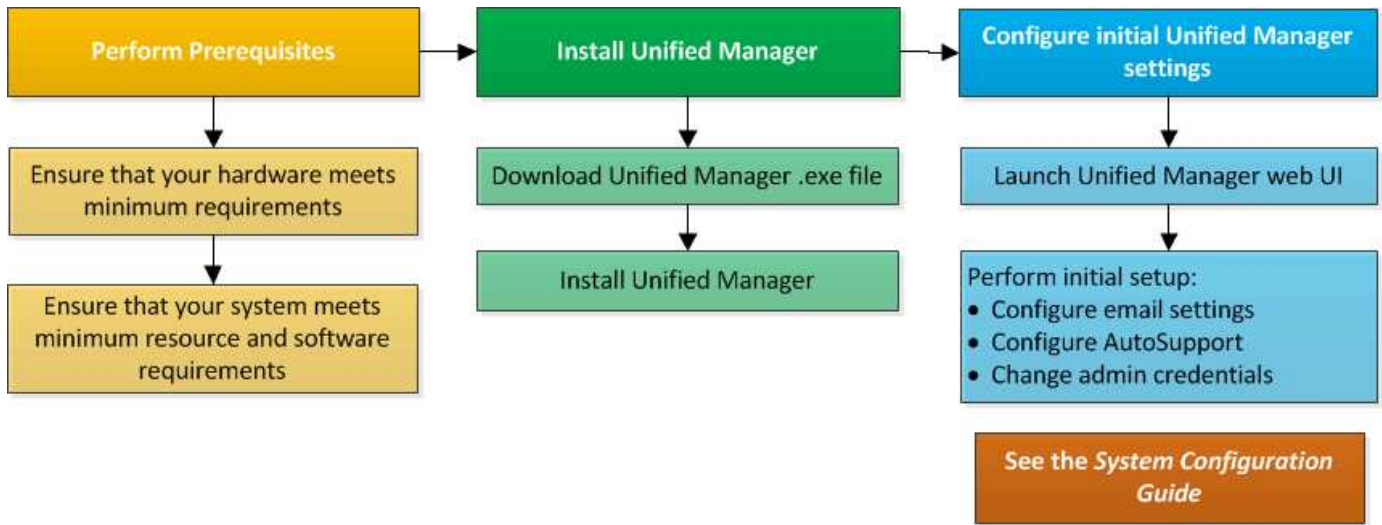 Perform Prerequisites
Ensure that your hardware meets
minimum requirements
Ensure that your system meets
minimum resource and software
requirements
Install Unified Manager
Download Unified Manager .exe file
Install Unified Manager
Configure initial Unified Manager
settings
Launch Unified Manager web UI
Perform initial setup:
• Configure email settings
• Configure AutoSupport
• Change admin credentials
See the System Configuration
Guide